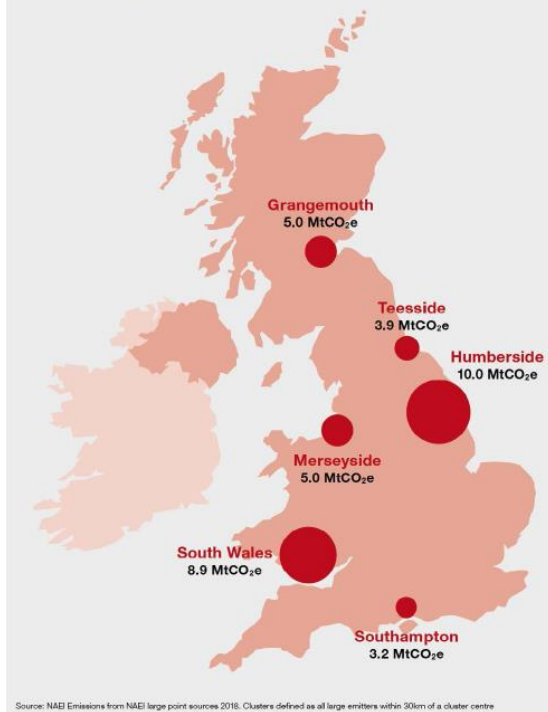 Grangemouth
5.0 MtCO₂e
Teesside
3.9 MtCO₂e
Humberside
10.0 MtCO₂e
Merseyside
5.0 MtCO₂e
South Wales
8.9 MtCO₂e
Southampton
3.2 MtCO₂e
Source: NAEI Emissions from NAEI large point sources 2018. Clusters defined as all large emitters within 30km of a cluster centre